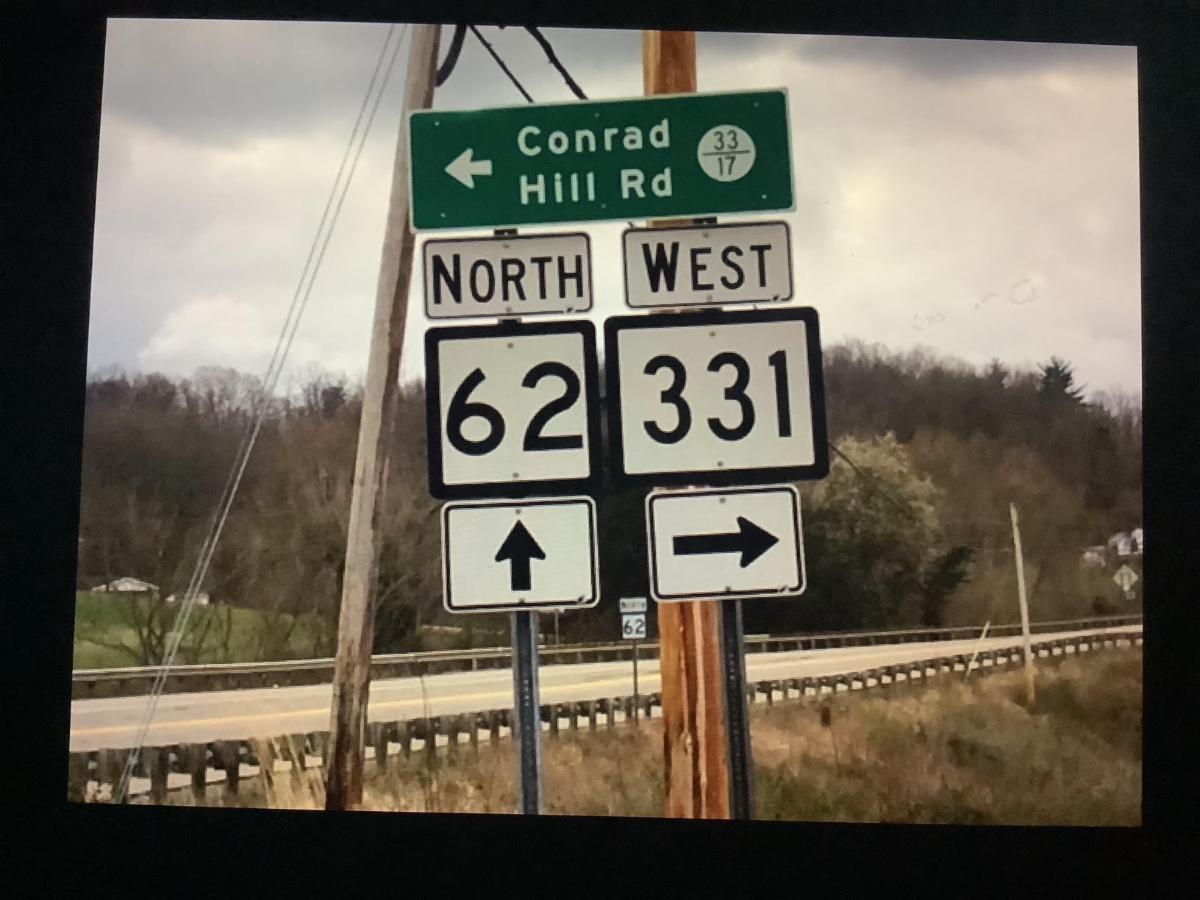 Conrad
Hill Rd
33
17
NORTH
WEST
62
331
NORTH
62